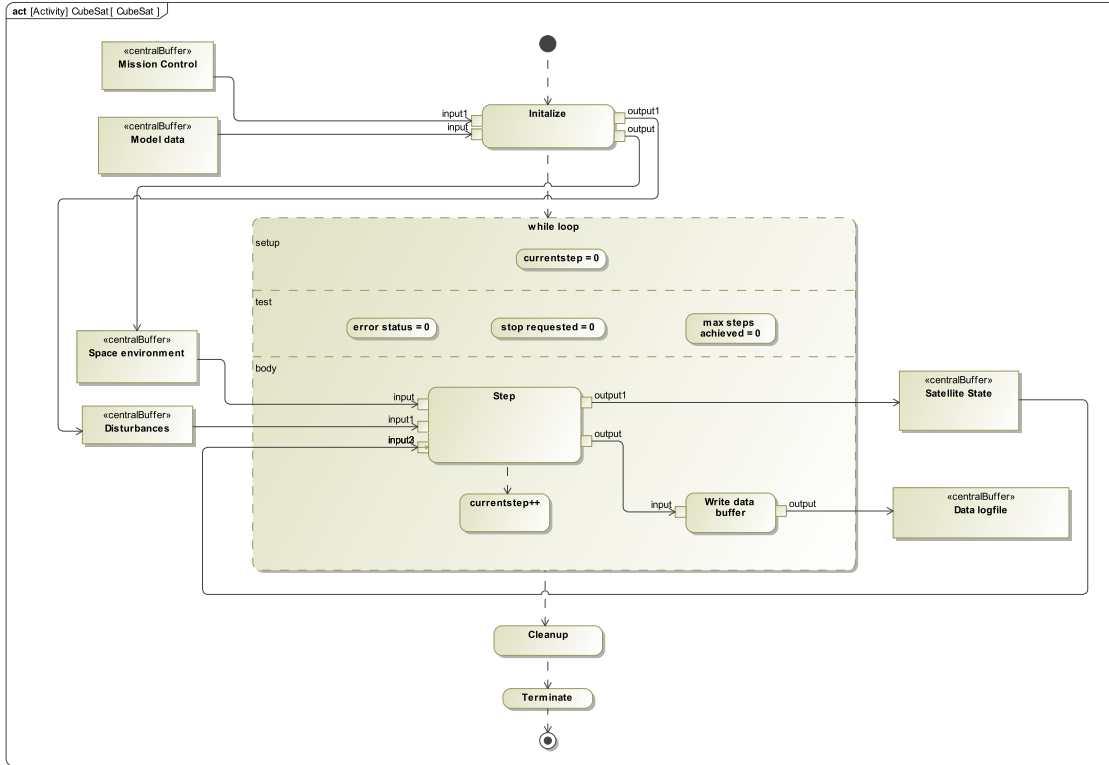 act [Activity] CubeSat [ CubeSat ]
«centralBuffer»
Mission Control
«centralBuffer»
Model data
input1
input
Initalize
output1
output
while loop
setup
currentstep = 0
test
error status = 0
stop requested = 0
max steps
achieved = 0
body
«centralBuffer»
Space environment
«centralBuffer»
Disturbances
input
input1
input2
Step
output1
output
«centralBuffer»
Satellite State
currentstep++
input
Write data
buffer
output
«centralBuffer»
Data logfile
Cleanup
Terminate